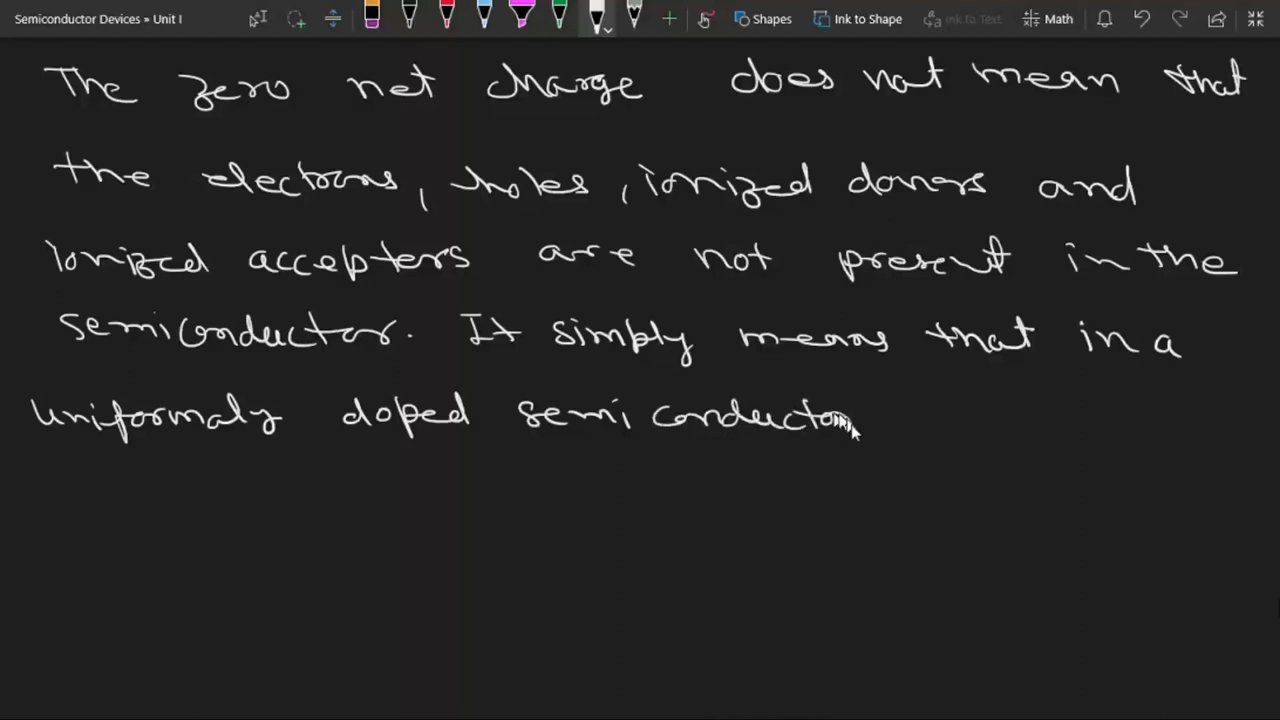 Semiconductor Devices » Unit I
Shapes
Ink to Shape
Ink to Text
Math
The zero net charge does not mean that
the electrons, holes, ionized donors and
Ionized accepters are not present in the
semiconductor. It simply means that in a
uniformaly doped semiconductor